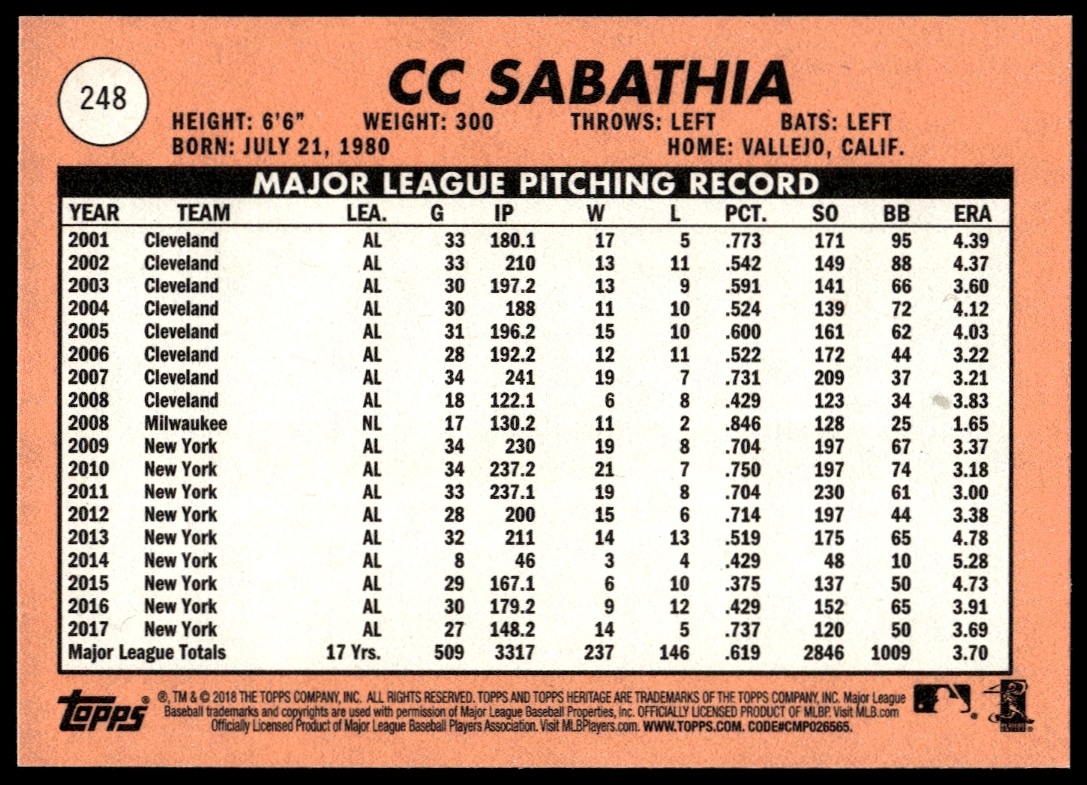 248
CC SABATHIA
HEIGHT: 6'6" WEIGHT: 300 THROWS: LEFT BATS: LEFT
BORN: JULY 21, 1980 HOME: VALLEJO, CALIF.
MAJOR LEAGUE PITCHING RECORD
YEAR TEAM LEA. G IP W L PCT. SO BB ERA
2001 Cleveland AL 33 180.1 17 5 .773 171 95 4.39
2002 Cleveland AL 33 210 13 11 .542 149 88 4.37
2003 Cleveland AL 30 197.2 13 9 .591 141 66 3.60
2004 Cleveland AL 30 188 11 10 .524 139 72 4.12
2005 Cleveland AL 31 196.2 15 10 .600 161 62 4.03
2006 Cleveland AL 28 192.2 12 11 .522 172 44 3.22
2007 Cleveland AL 34 241 19 7 .731 209 37 3.21
2008 Cleveland AL 18 122.1 6 8 .429 123 34 3.83
2008 Milwaukee NL 17 130.2 11 2 .846 128 25 1.65
2009 New York AL 34 230 19 8 .704 197 67 3.37
2010 New York AL 34 237.2 21 7 .750 197 74 3.18
2011 New York AL 33 237.1 19 8 .704 230 61 3.00
2012 New York AL 28 200 15 6 .714 197 44 3.38
2013 New York AL 32 211 14 13 .519 175 65 4.78
2014 New York AL 8 46 3 4 .429 48 10 5.28
2015 New York AL 29 167.1 6 10 .375 137 50 4.73
2016 New York AL 30 179.2 9 12 .429 152 65 3.91
2017 New York AL 27 148.2 14 5 .737 120 50 3.69
Major League Totals 17 Yrs. 509 3317 237 146 .619 2846 1009 3.70
TOPPS® ®, TM & © 2018 THE TOPPS COMPANY, INC. ALL RIGHTS RESERVED. TOPPS AND TOPPS HERITAGE ARE TRADEMARKS OF THE TOPPS COMPANY, INC. Major League
Baseball trademarks and copyrights are used with permission of Major League Baseball Properties, Inc. OFFICIALLY LICENSED PRODUCT OF MLBP. Visit MLB.com
Officially Licensed Product of Major League Baseball Players Association. Visit MLBPlayers.com. WWW.TOPPS.COM. CODE#CMP026565.